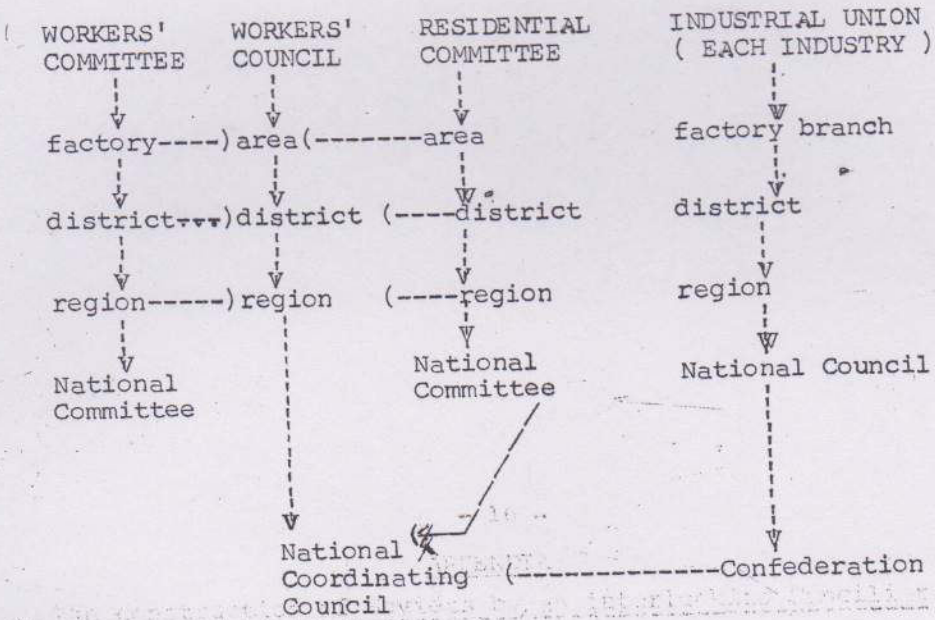 WORKERS' WORKERS' RESIDENTIAL INDUSTRIAL UNION
COMMITTEE COUNCIL COMMITTEE ( EACH INDUSTRY )
factory----)area(-------area factory branch
district---)district (----district district
region-----)region (----region region
National National National Council
Committee Committee
- 16 -
National
Coordinating (-------------Confederation
Council